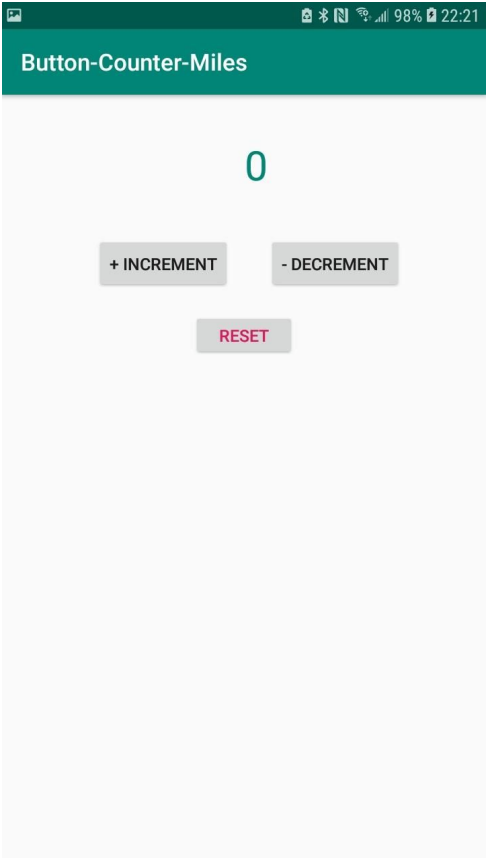 98% 22:21
Button-Counter-Miles
0
+ INCREMENT - DECREMENT
RESET